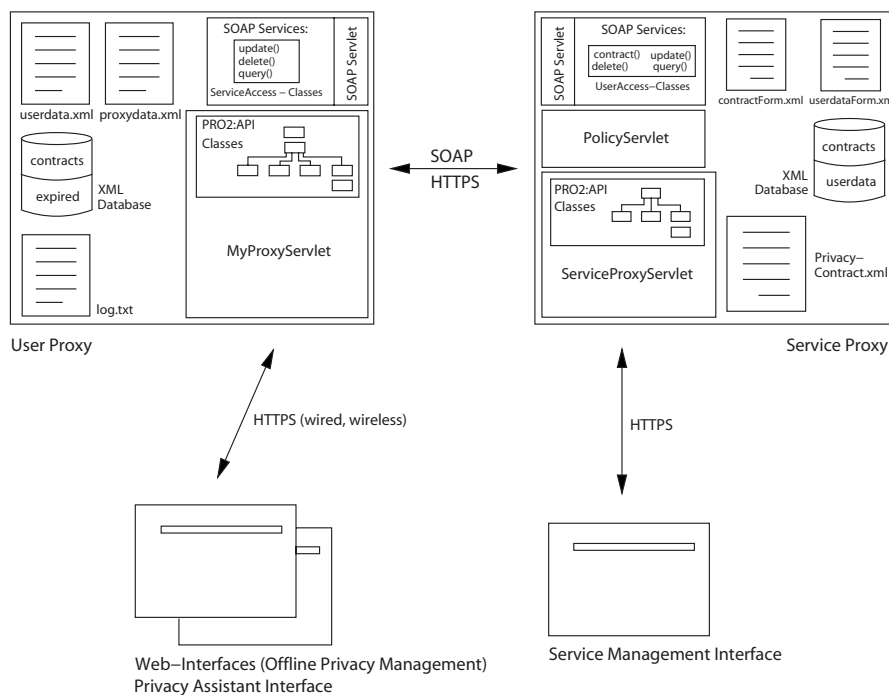 SOAP Services:
update()
delete()
query()
ServiceAccess – Classes
SOAP Servlet
userdata.xml
proxydata.xml
contracts
expired
XML
Database
log.txt
PRO2:API
Classes
MyProxyServlet
User Proxy
SOAP
HTTPS
SOAP Servlet
SOAP Services:
contract() update()
delete() query()
UserAccess–Classes
contractForm.xml
userdataForm.xm
PolicyServlet
PRO2:API
Classes
ServiceProxyServlet
XML
Database
contracts
userdata
Privacy–
Contract.xml
Service Proxy
HTTPS (wired, wireless)
HTTPS
Web–Interfaces (Offline Privacy Management)
Privacy Assistant Interface
Service Management Interface